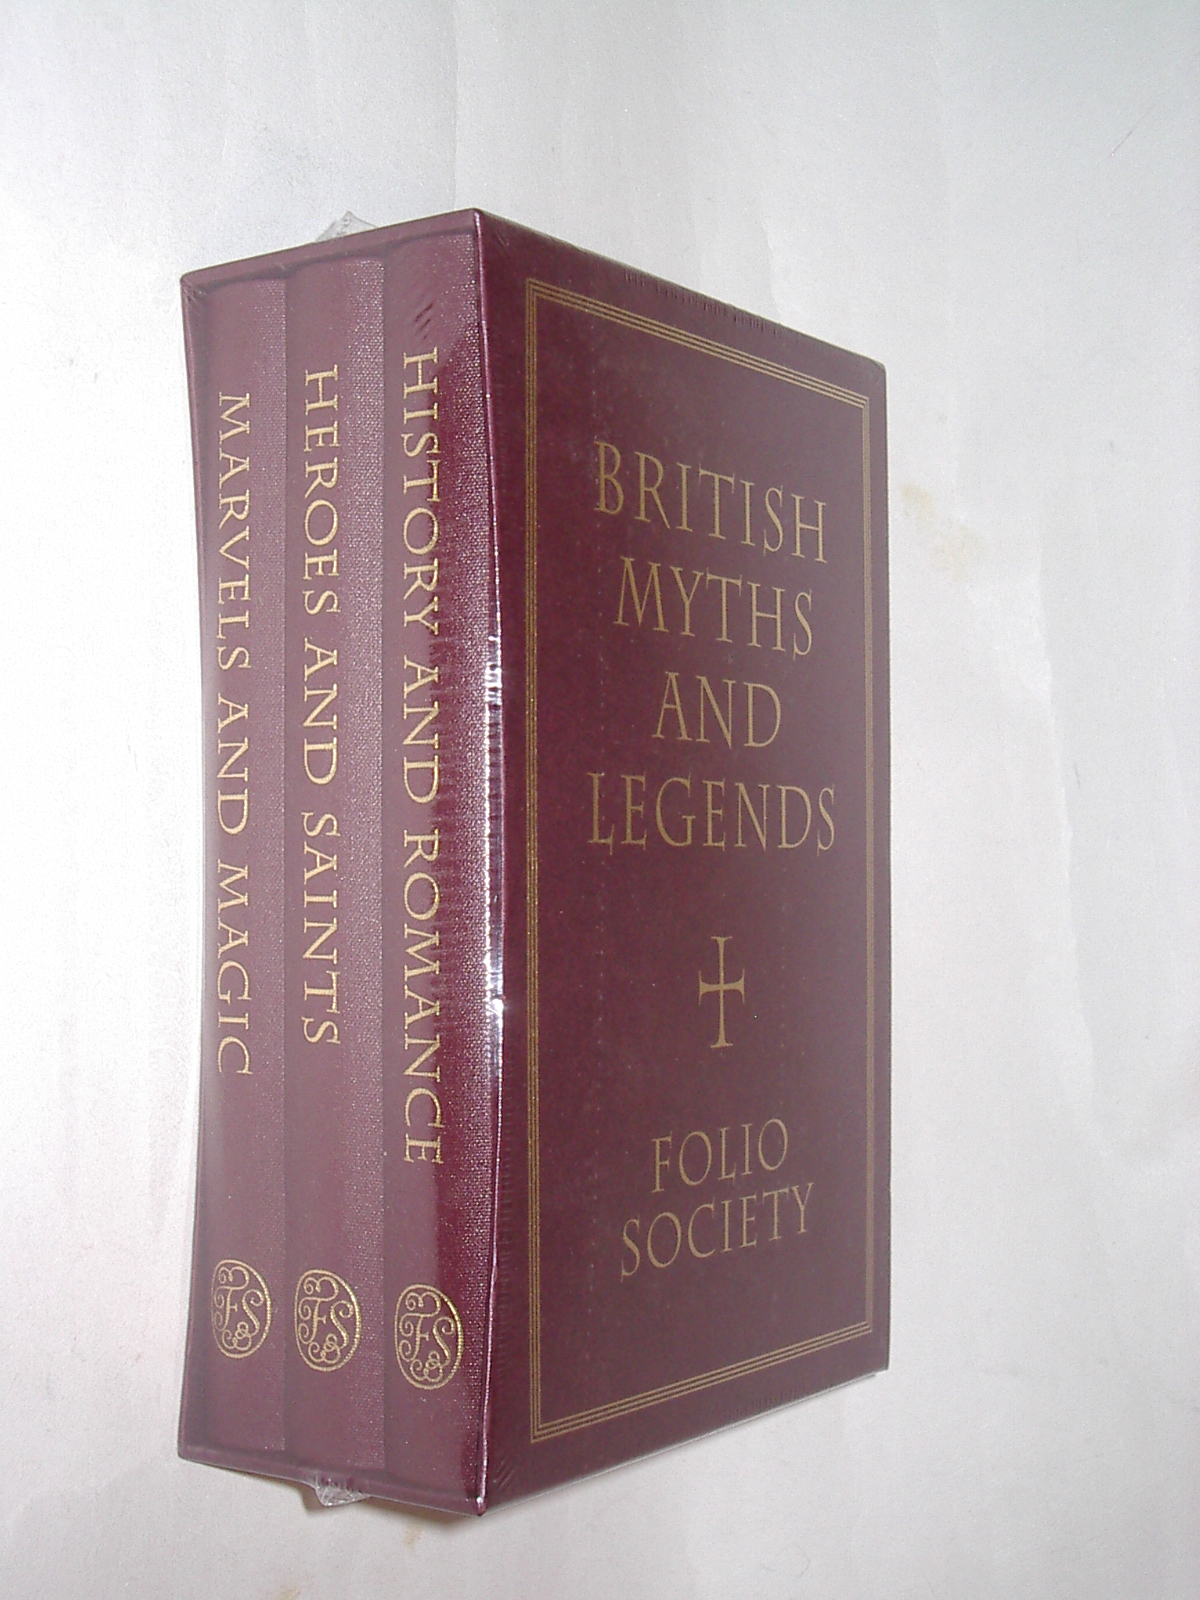 MARVELS AND MAGIC
FS
HEROES AND SAINTS
FS
HISTORY AND ROMANCE
FS
BRITISH
MYTHS
AND
LEGENDS
FOLIO
SOCIETY